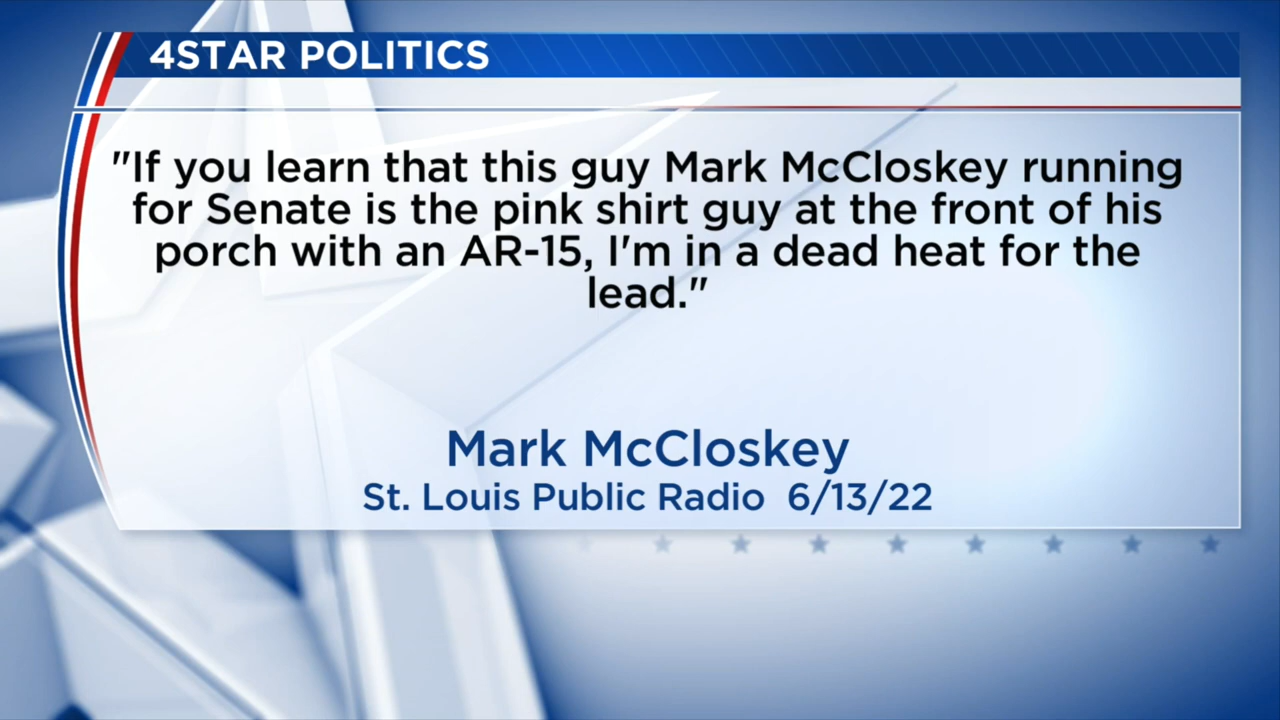 4STAR POLITICS
"If you learn that this guy Mark McCloskey running
for Senate is the pink shirt guy at the front of his
porch with an AR-15, I'm in a dead heat for the
lead."
Mark McCloskey
St. Louis Public Radio 6/13/22